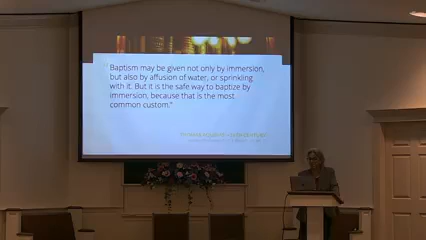 "Baptism may be given not only by immersion,
but also by affusion of water, or sprinkling
with it. But it is the safe way to baptize by
immersion, because that is the most
common custom."